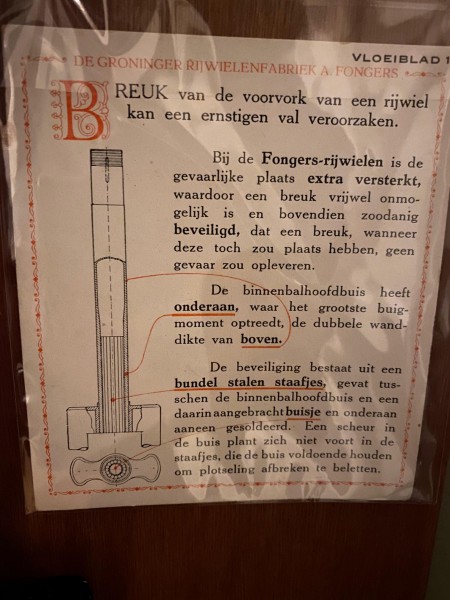 VLOEIBLAD 1
DE GRONINGER RIJWIELENFABRIEK A. FONGERS
BREUK van de voorvork van een rijwiel
kan een ernstigen val veroorzaken.
Bij de Fongers-rijwielen is de
gevaarlijke plaats extra versterkt,
waardoor een breuk vrijwel onmo-
gelijk is en bovendien zoodanig
beveiligd, dat een breuk, wanneer
deze toch zou plaats hebben, geen
gevaar zou opleveren.
De binnenbalhoofdbuis heeft
onderaan, waar het grootste buig-
moment optreedt, de dubbele wand-
dikte van boven.
De beveiliging bestaat uit een
bundel stalen staafjes, gevat tus-
schen de binnenbalhoofdbuis en een
daarin aangebracht buisje en onderaan
aaneen gesoldeerd. Een scheur in
de buis plant zich niet voort in de
staafjes, die de buis voldoende houden
om plotseling afbreken te beletten.